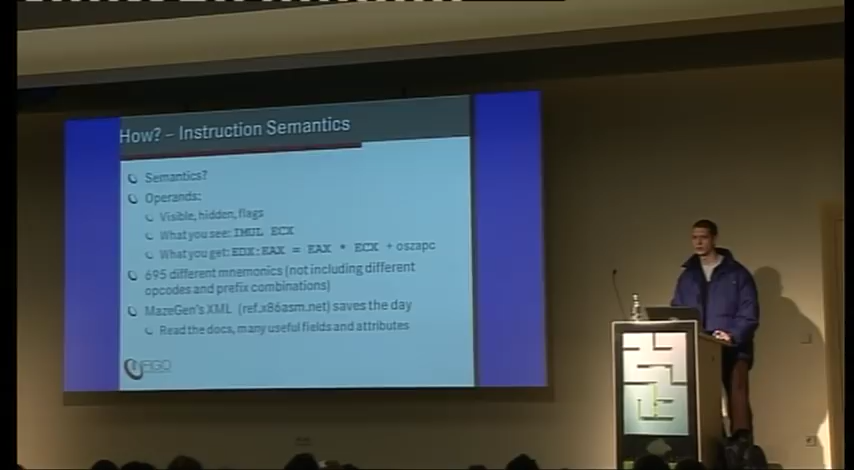 How? – Instruction Semantics
Semantics?
Operands:
Visible, hidden, flags
What you see: IMUL ECX
What you get: EDX:EAX = EAX * ECX + oszapc
695 different mnemonics (not including different
opcodes and prefix combinations)
MazeGen's XML (ref.x86asm.net) saves the day
Read the docs, many useful fields and attributes
INFIGO